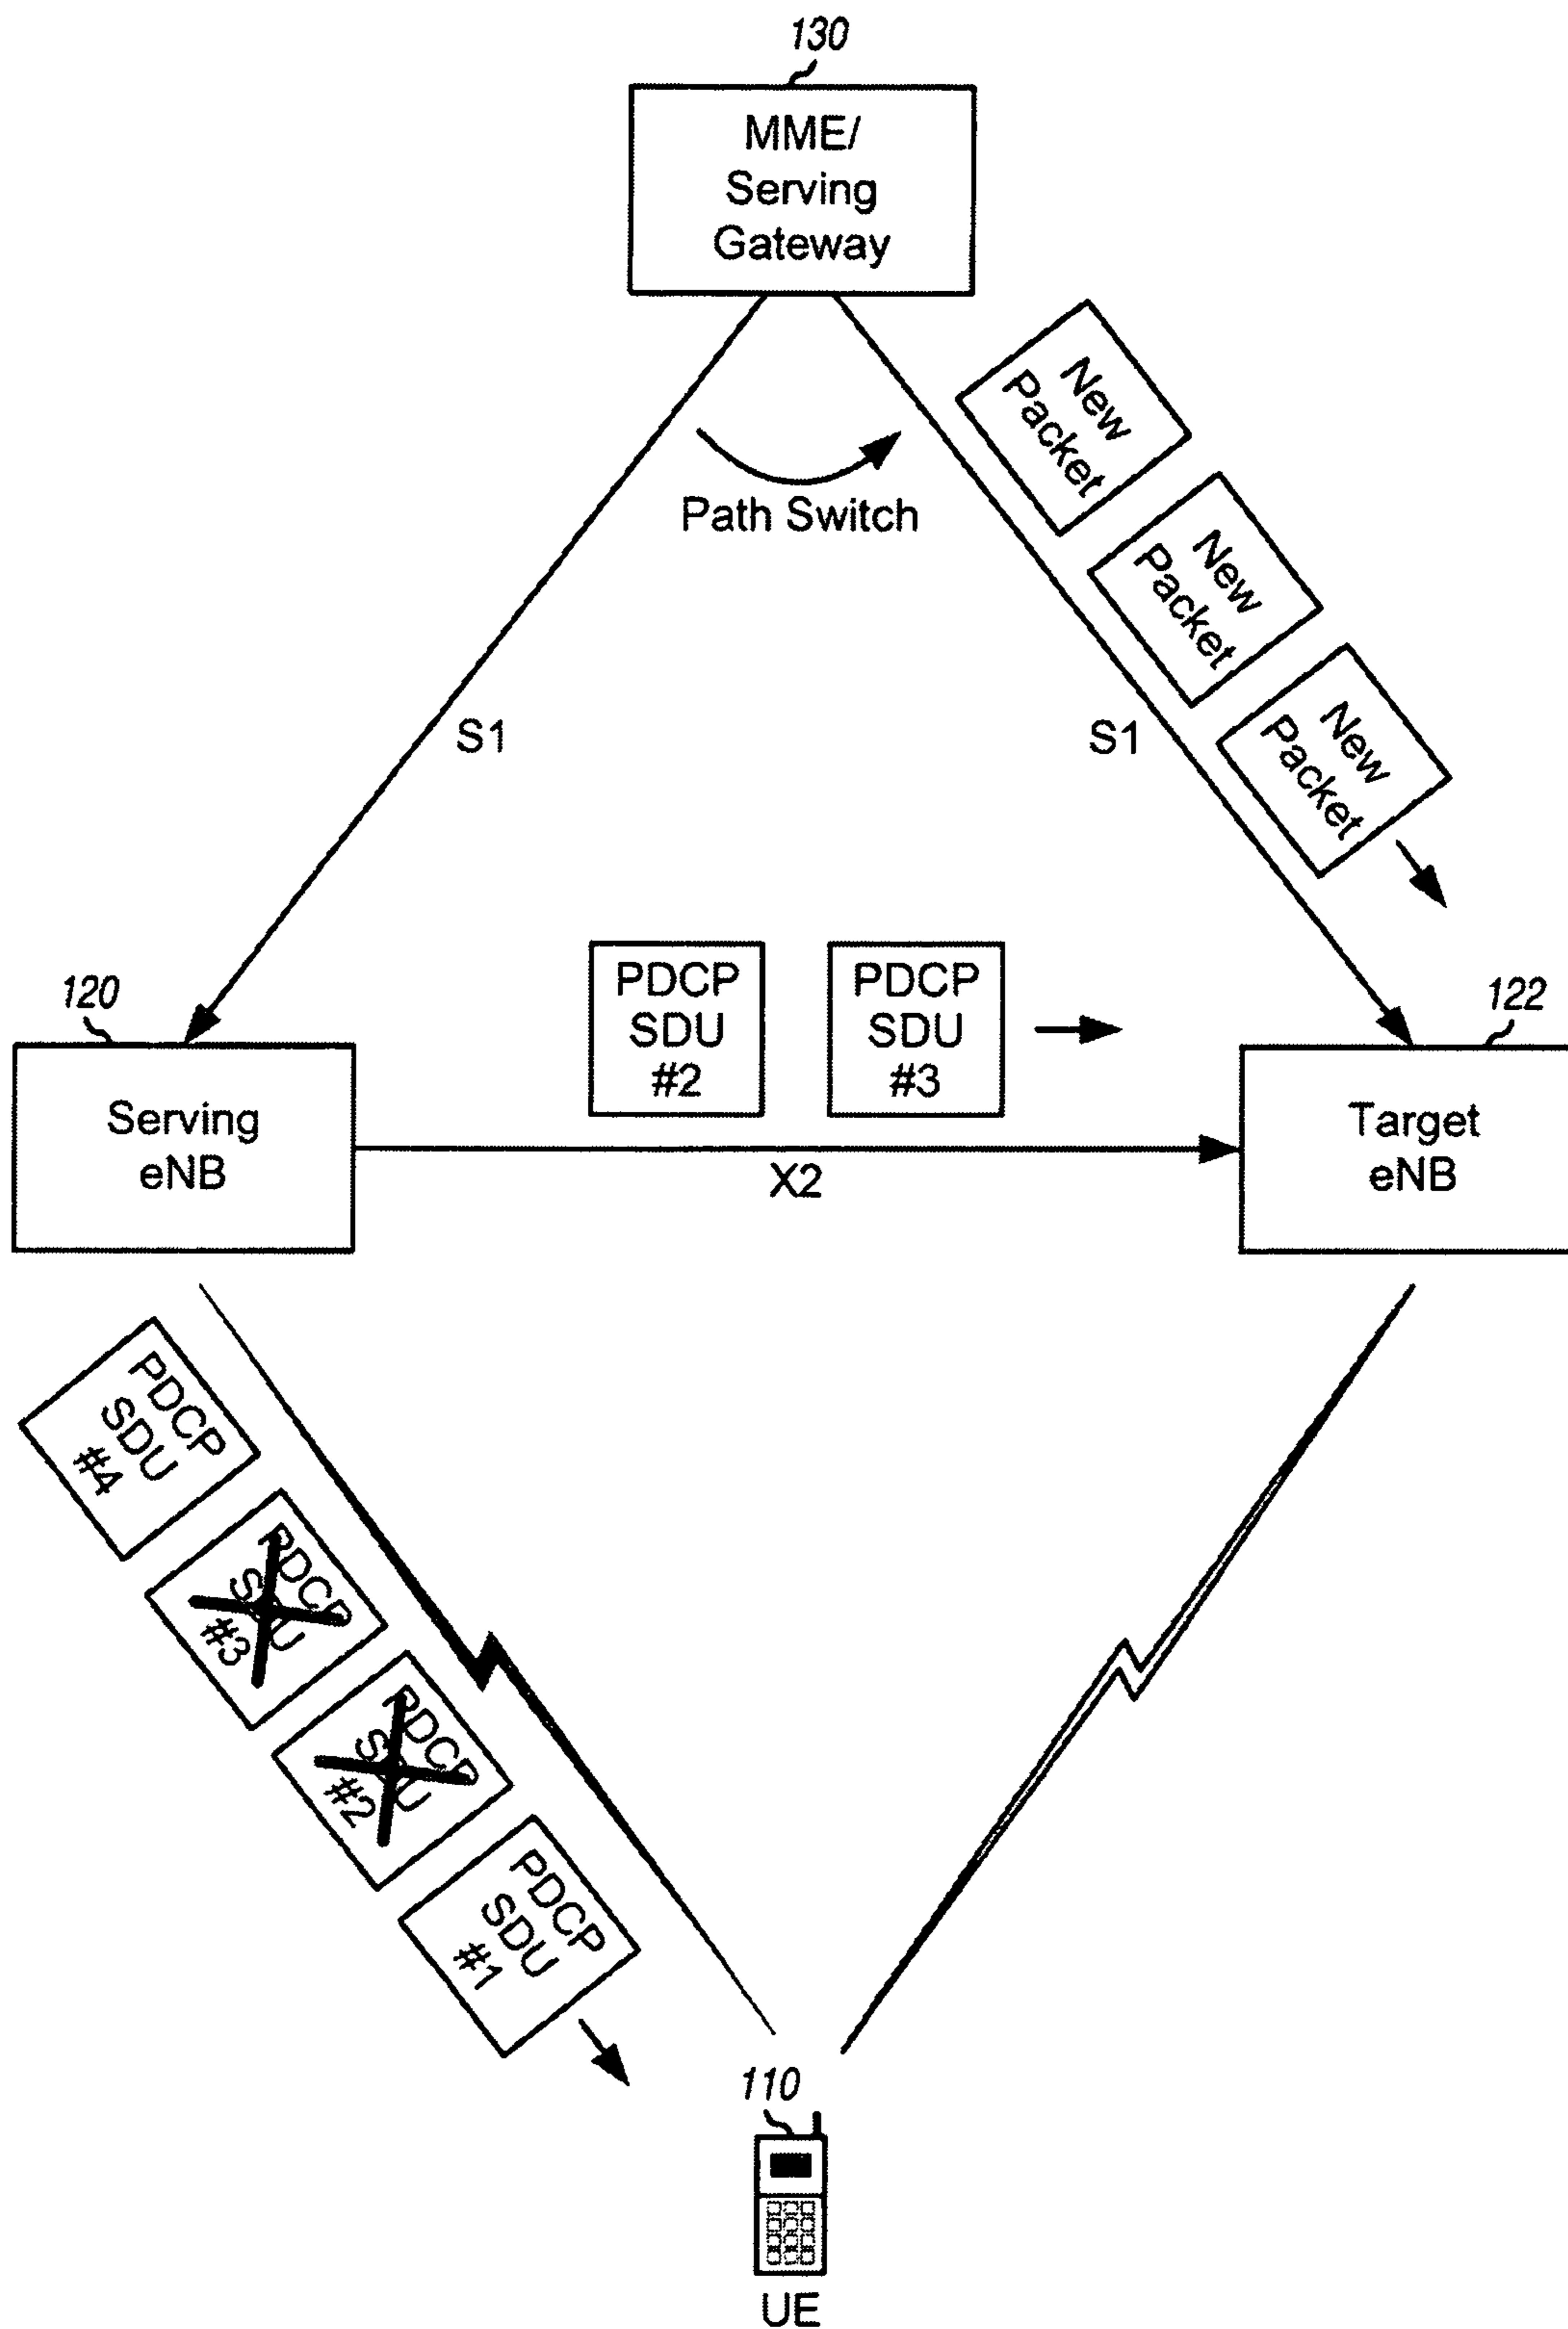 130
MME/
Serving
Gateway
New
Packet
New
Packet
New
Packet
Path Switch
S1
S1
PDCP
SDU
#2
PDCP
SDU
#3
120
122
Serving
eNB
Target
eNB
X2
PDCP
SDU
#4
PDCP
SDU
#3
PDCP
SDU
#2
PDCP
SDU
#1
110
UE